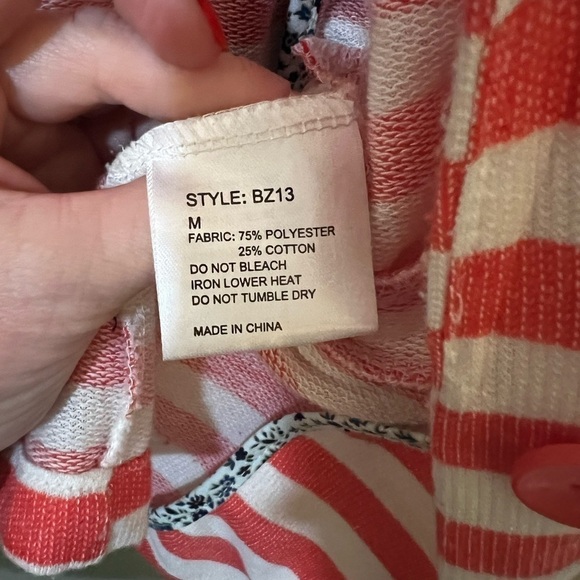 STYLE: BZ13
M
FABRIC: 75% POLYESTER
25% COTTON
DO NOT BLEACH
IRON LOWER HEAT
DO NOT TUMBLE DRY
MADE IN CHINA